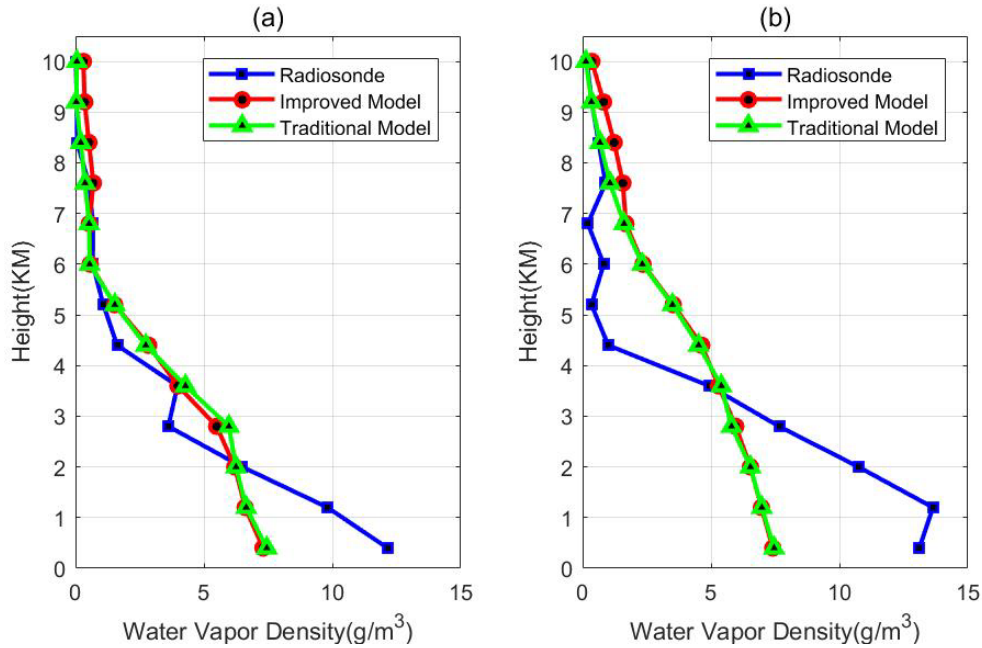 (a)
Radiosonde
Improved Model
Traditional Model
10
9
8
7
6
5
4
3
2
1
0
Height(KM)
0 5 10 15
Water Vapor Density(g/m³)
(b)
Radiosonde
Improved Model
Traditional Model
10
9
8
7
6
5
4
3
2
1
0
Height(KM)
0 5 10 15
Water Vapor Density(g/m³)